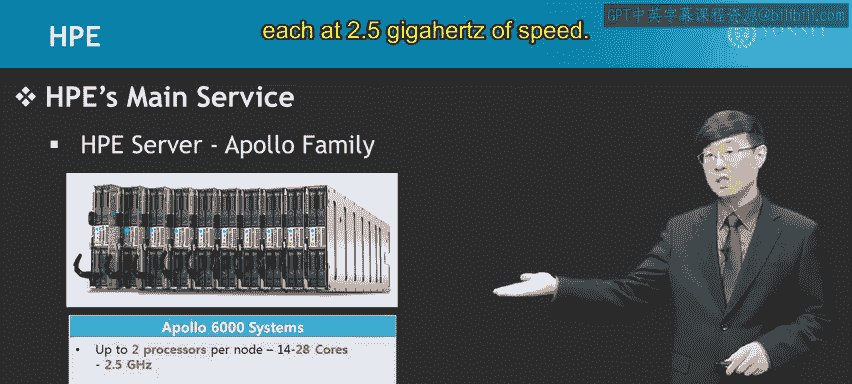 GPT中英字幕课程资源@bilibili.com
HPE
each at 2.5 gigahertz of speed.
YONSEI
❖ HPE's Main Service
▪ HPE Server - Apollo Family
Apollo 6000 Systems
• Up to 2 processors per node – 14-28 Cores
- 2.5 GHz